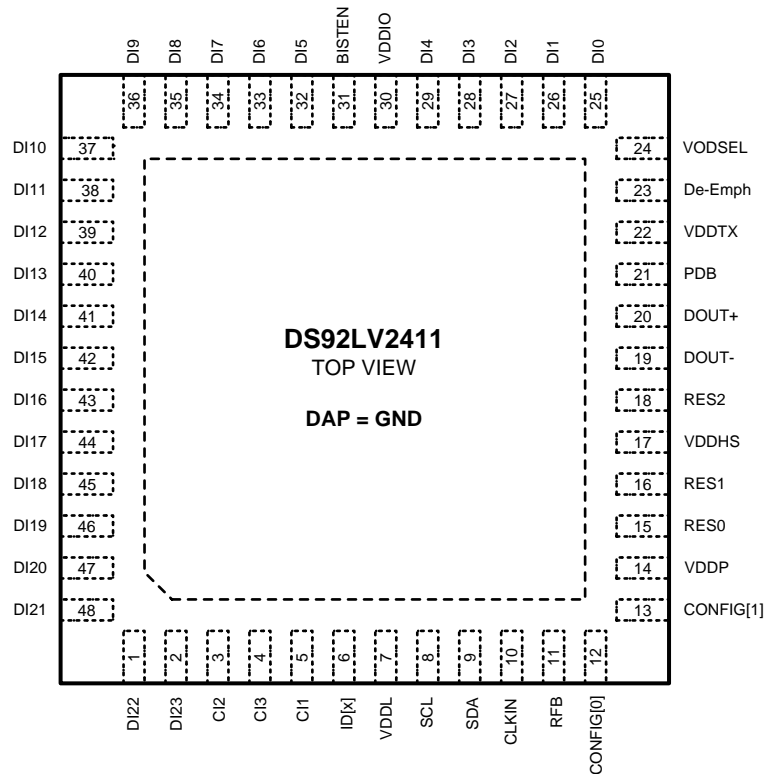 DI9 DI8 DI7 DI6 DI5 BISTEN VDDIO DI4 DI3 DI2 DI1 DI0
36 35 34 33 32 31 30 29 28 27 26 25
DI10 37 24 VODSEL
DI11 38 23 De-Emph
DI12 39 22 VDDTX
DI13 40 21 PDB
DI14 41 20 DOUT+
DI15 42 19 DOUT-
DI16 43 18 RES2
DI17 44 17 VDDHS
DI18 45 16 RES1
DI19 46 15 RES0
DI20 47 14 VDDP
DI21 48 13 CONFIG[1]
DS92LV2411
TOP VIEW
DAP = GND
1 2 3 4 5 6 7 8 9 10 11 12
DI22 DI23 CI2 CI3 CI1 ID[x] VDDL SCL SDA CLKIN RFB CONFIG[0]